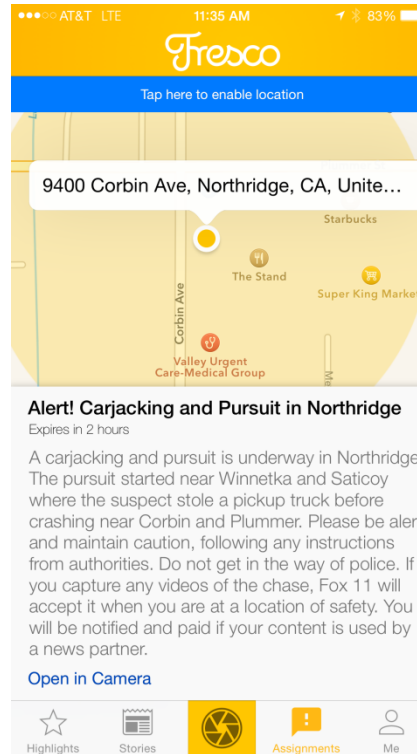 AT&T LTE 11:35 AM 83%
Fresco
Tap here to enable location
9400 Corbin Ave, Northridge, CA, Unite…
Starbucks
The Stand
Super King Marke
Corbin Ave
Valley Urgent
Care-Medical Group
Alert! Carjacking and Pursuit in Northridge
Expires in 2 hours
A carjacking and pursuit is underway in Northridge
The pursuit started near Winnetka and Saticoy
where the suspect stole a pickup truck before
crashing near Corbin and Plummer. Please be aler
and maintain caution, following any instructions
from authorities. Do not get in the way of police. If
you capture any videos of the chase, Fox 11 will
accept it when you are at a location of safety. You
will be notified and paid if your content is used by
a news partner.
Open in Camera
Highlights Stories Assignments Me